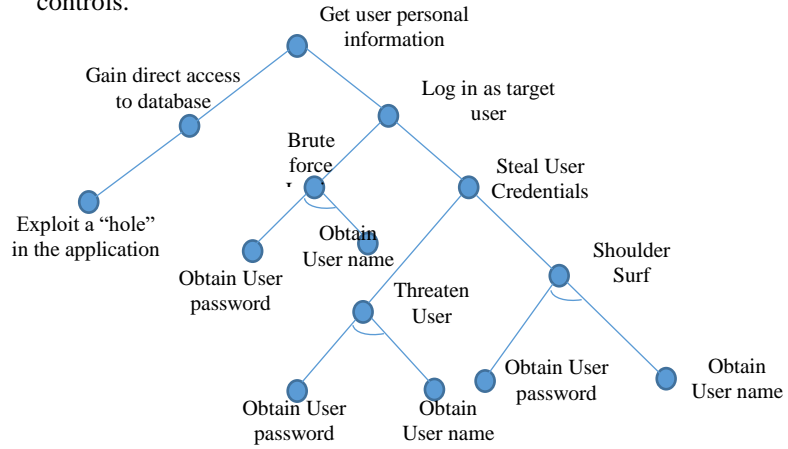 controls.
Get user personal
information
Gain direct access
to database
Log in as target
user
Brute
force
Steal User
Credentials
Exploit a “hole”
in the application
Obtain
User name
Obtain User
password
Shoulder
Surf
Threaten
User
Obtain User
password
Obtain
User name
Obtain User
password
Obtain
User name